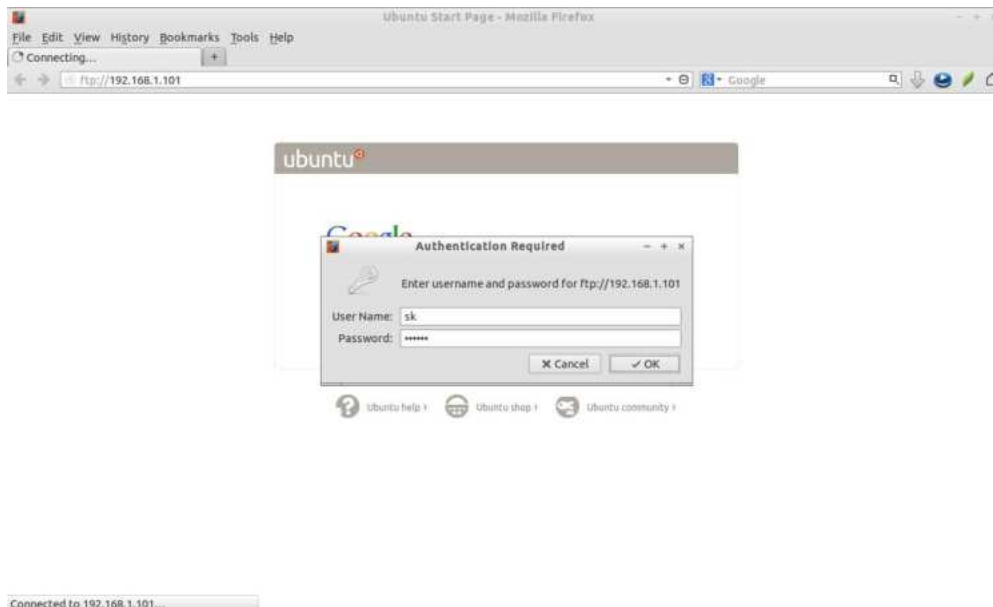 Ubuntu Start Page - Mozilla Firefox
File Edit View History Bookmarks Tools Help
Connecting...
+
ftp://192.168.1.101
Google
ubuntu
Google
Authentication Required
Enter username and password for ftp://192.168.1.101
User Name: sk
Password: ••••••
Cancel
OK
Ubuntu help
Ubuntu shop
Ubuntu community
Connected to 192.168.1.101...